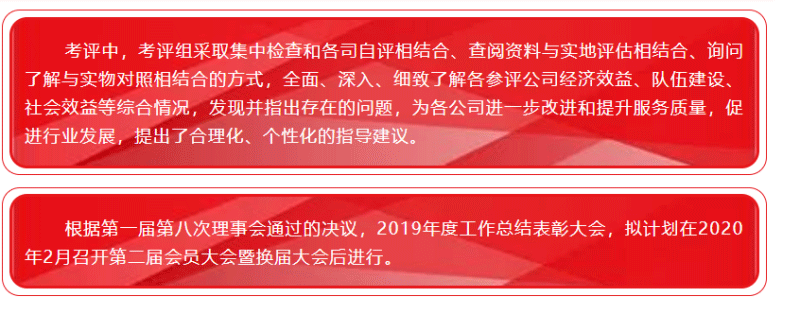 考评中，考评组采取集中检查和各司自评相结合、查阅资料与实地评估相结合、询问
了解与实物对照相结合的方式，全面、深入、细致了解各参评公司经济效益、队伍建设、
社会效益等综合情况，发现并指出存在的问题，为各公司进一步改进和提升服务质量，促
进行业发展，提出了合理化、个性化的指导建议。
根据第一届第八次理事会通过的决议，2019年度工作总结表彰大会，拟计划在2020
年2月召开第二届会员大会暨换届大会后进行。